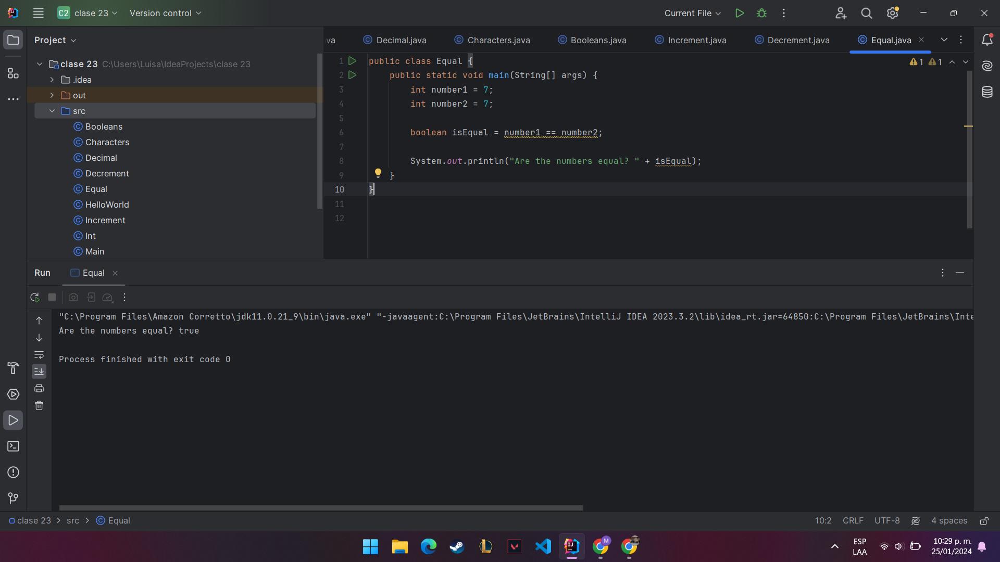 C2 clase 23 Version control Current File
Project
va Decimal.java Characters.java Booleans.java Increment.java Decrement.java Equal.java
clase 23 C:\Users\Luisa\IdeaProjects\clase 23
.idea
out
src
Booleans
Characters
Decimal
Decrement
Equal
HelloWorld
Increment
Int
Main
1 public class Equal {
2 public static void main(String[] args) {
3 int number1 = 7;
4 int number2 = 7;
5
6 boolean isEqual = number1 == number2;
7
8 System.out.println("Are the numbers equal? " + isEqual);
9 }
10 }
11
12
1 1
Run Equal
"C:\Program Files\Amazon Corretto\jdk11.0.21_9\bin\java.exe" "-javaagent:C:\Program Files\JetBrains\IntelliJ IDEA 2023.3.2\lib\idea_rt.jar=64850:C:\Program Files\JetBrains\Inte
Are the numbers equal? true
Process finished with exit code 0
clase 23 > src > Equal 10:2 CRLF UTF-8 4 spaces
IJ M ESP 10:29 p. m.
LAA 25/01/2024